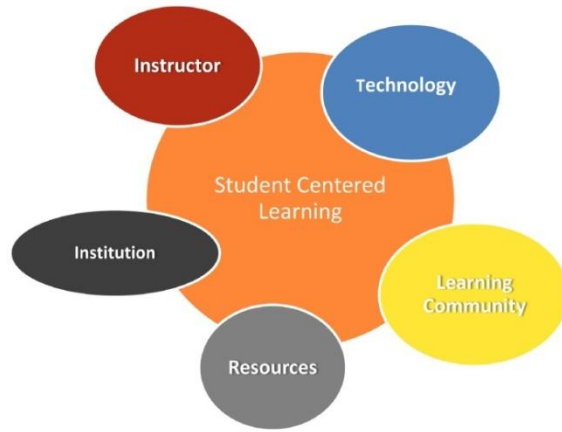 Instructor
Technology
Student Centered
Learning
Institution
Learning
Community
Resources